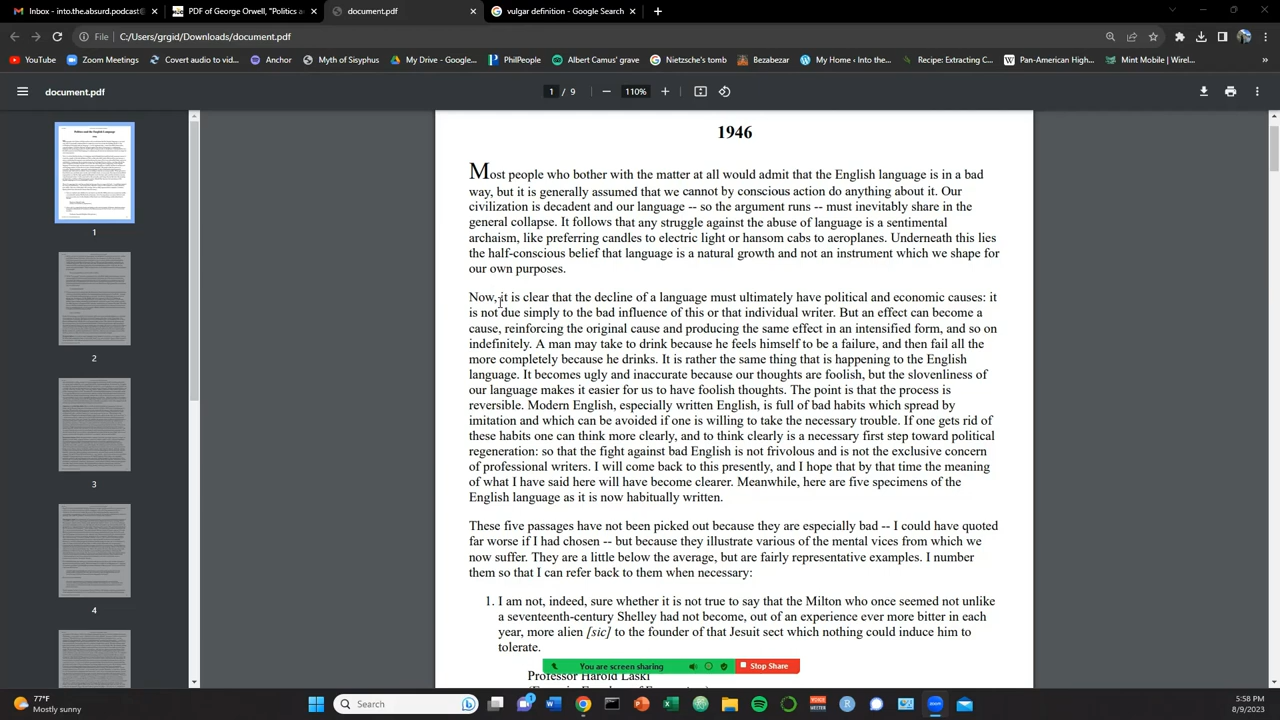 Inbox - into.the.absurd.podcast@
PDF of George Orwell, "Politics a
document.pdf
vulgar definition - Google Search
File
C:/Users/grgid/Downloads/document.pdf
YouTube
Zoom Meetings
Covert audio to vid...
Anchor
Myth of Sisyphus
My Drive - Google...
IPPeople
Albert Camus' grave
Nietzsche's tomb
Bezabezar
My Home ‹ Into the...
Recipe: Extracting C...
Pan-American High...
Mint Mobile | Wirel...
document.pdf
1 / 9
110%
1946
Most people who bother with the matter at all would admit that the English language is in a bad
way, but it is generally assumed that we cannot by conscious action do anything about it. Our
civilization is decadent and our language -- so the argument runs -- must inevitably share in the
general collapse. It follows that any struggle against the abuse of language is a sentimental
archaism, like preferring candles to electric light or hansom cabs to aeroplanes. Underneath this lies
the half-conscious belief that language is a natural growth and not an instrument which we shape for
our own purposes.
Now, it is clear that the decline of a language must ultimately have political and economic causes: it
is not due simply to the bad influence of this or that individual writer. But an effect can become a
cause, reinforcing the original cause and producing the same effect in an intensified form, and so on
indefinitely. A man may take to drink because he feels himself to be a failure, and then fail all the
more completely because he drinks. It is rather the same thing that is happening to the English
language. It becomes ugly and inaccurate because our thoughts are foolish, but the slovenliness of
our language makes it easier for us to have foolish thoughts. The point is that the process is
reversible. Modern English, especially written English, is full of bad habits which spread by
imitation and which can be avoided if one is willing to take the necessary trouble. If one gets rid of
these habits one can think more clearly, and to think clearly is a necessary first step toward political
regeneration: so that the fight against bad English is not frivolous and is not the exclusive concern
of professional writers. I will come back to this presently, and I hope that by that time the meaning
of what I have said here will have become clearer. Meanwhile, here are five specimens of the
English language as it is now habitually written.
These five passages have not been picked out because they are especially bad -- I could have quoted
far worse if I had chosen -- but because they illustrate various of the mental vices from which we
now suffer. They are a little below the average, but are fairly representative examples. I number
them so that I can refer back to them when necessary:
1. I am not, indeed, sure whether it is not true to say that the Milton who once seemed not unlike
a seventeenth-century Shelley had not become, out of an experience ever more bitter in each
year, more alien [sic] to the founder of that Jesuit sect which nothing could induce him to
tolerate.
Professor Harold Laski
You are screen sharing
Stop Share
1
2
3
4
77°F
Mostly sunny
Search
5:58 PM
8/9/2023